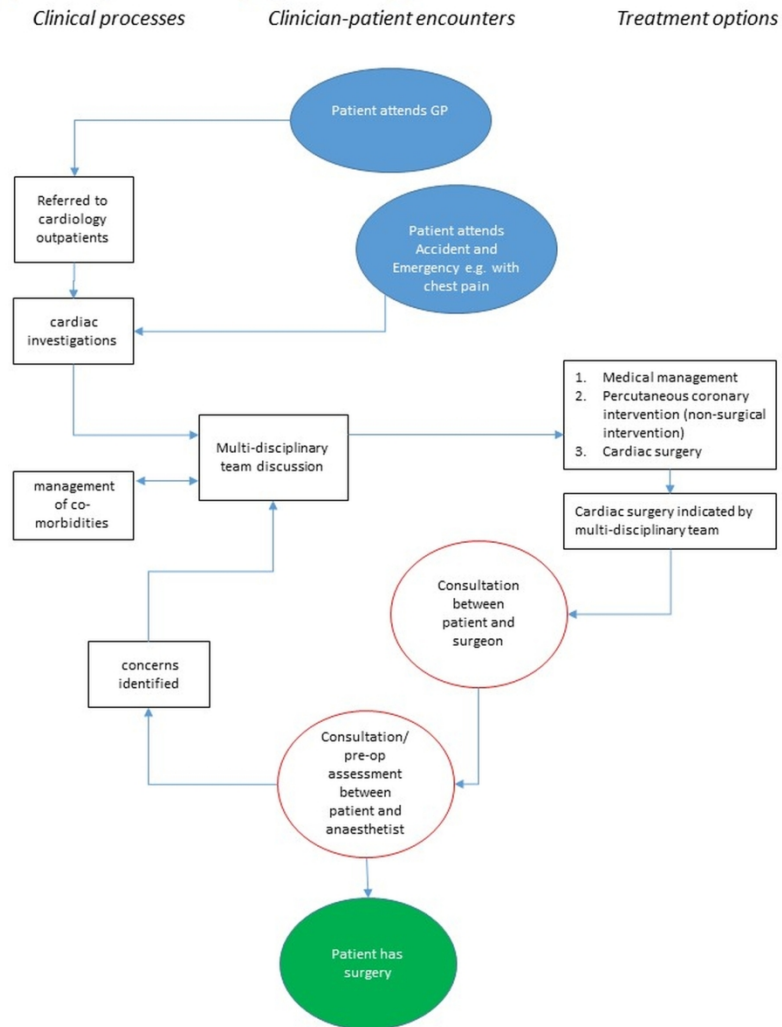 Clinical processes
Clinician-patient encounters
Treatment options
Patient attends GP
Referred to
cardiology
outpatients
Patient attends
Accident and
Emergency e.g. with
chest pain
cardiac
investigations
1. Medical management
2. Percutaneous coronary
intervention (non-surgical
intervention)
3. Cardiac surgery
Multi-disciplinary
team discussion
management
of co-
morbidities
Cardiac surgery indicated by
multi-disciplinary team
Consultation
between
patient and
surgeon
concerns
identified
Consultation/
pre-op
assessment
between
patient and
anaesthetist
Patient has
surgery